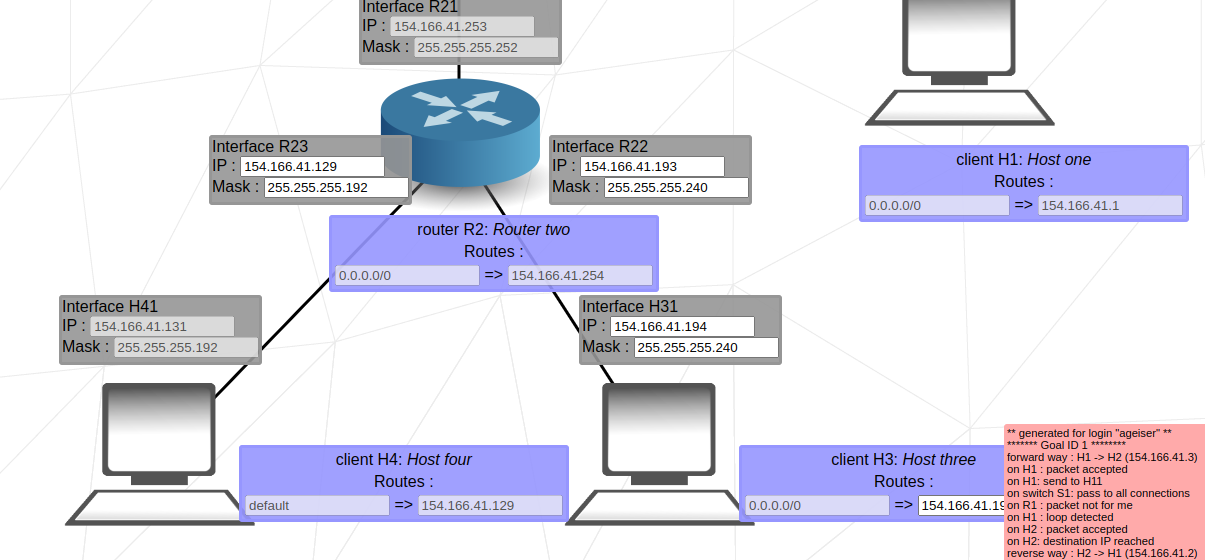 Interface R21
IP : 154.166.41.253
Mask : 255.255.255.252
Interface R23
IP : 154.166.41.129
Mask : 255.255.255.192
Interface R22
IP : 154.166.41.193
Mask : 255.255.255.240
client H1: Host one
Routes :
0.0.0.0/0 => 154.166.41.1
router R2: Router two
Routes :
0.0.0.0/0 => 154.166.41.254
Interface H41
IP : 154.166.41.131
Mask : 255.255.255.192
Interface H31
IP : 154.166.41.194
Mask : 255.255.255.240
client H4: Host four
Routes :
default => 154.166.41.129
client H3: Host three
Routes :
0.0.0.0/0 => 154.166.41.19
** generated for login "ageiser" **
******* Goal ID 1 ********
forward way : H1 -> H2 (154.166.41.3)
on H1 : packet accepted
on H1: send to H11
on switch S1: pass to all connections
on R1 : packet not for me
on H1 : loop detected
on H2 : packet accepted
on H2: destination IP reached
reverse way : H2 -> H1 (154.166.41.2)